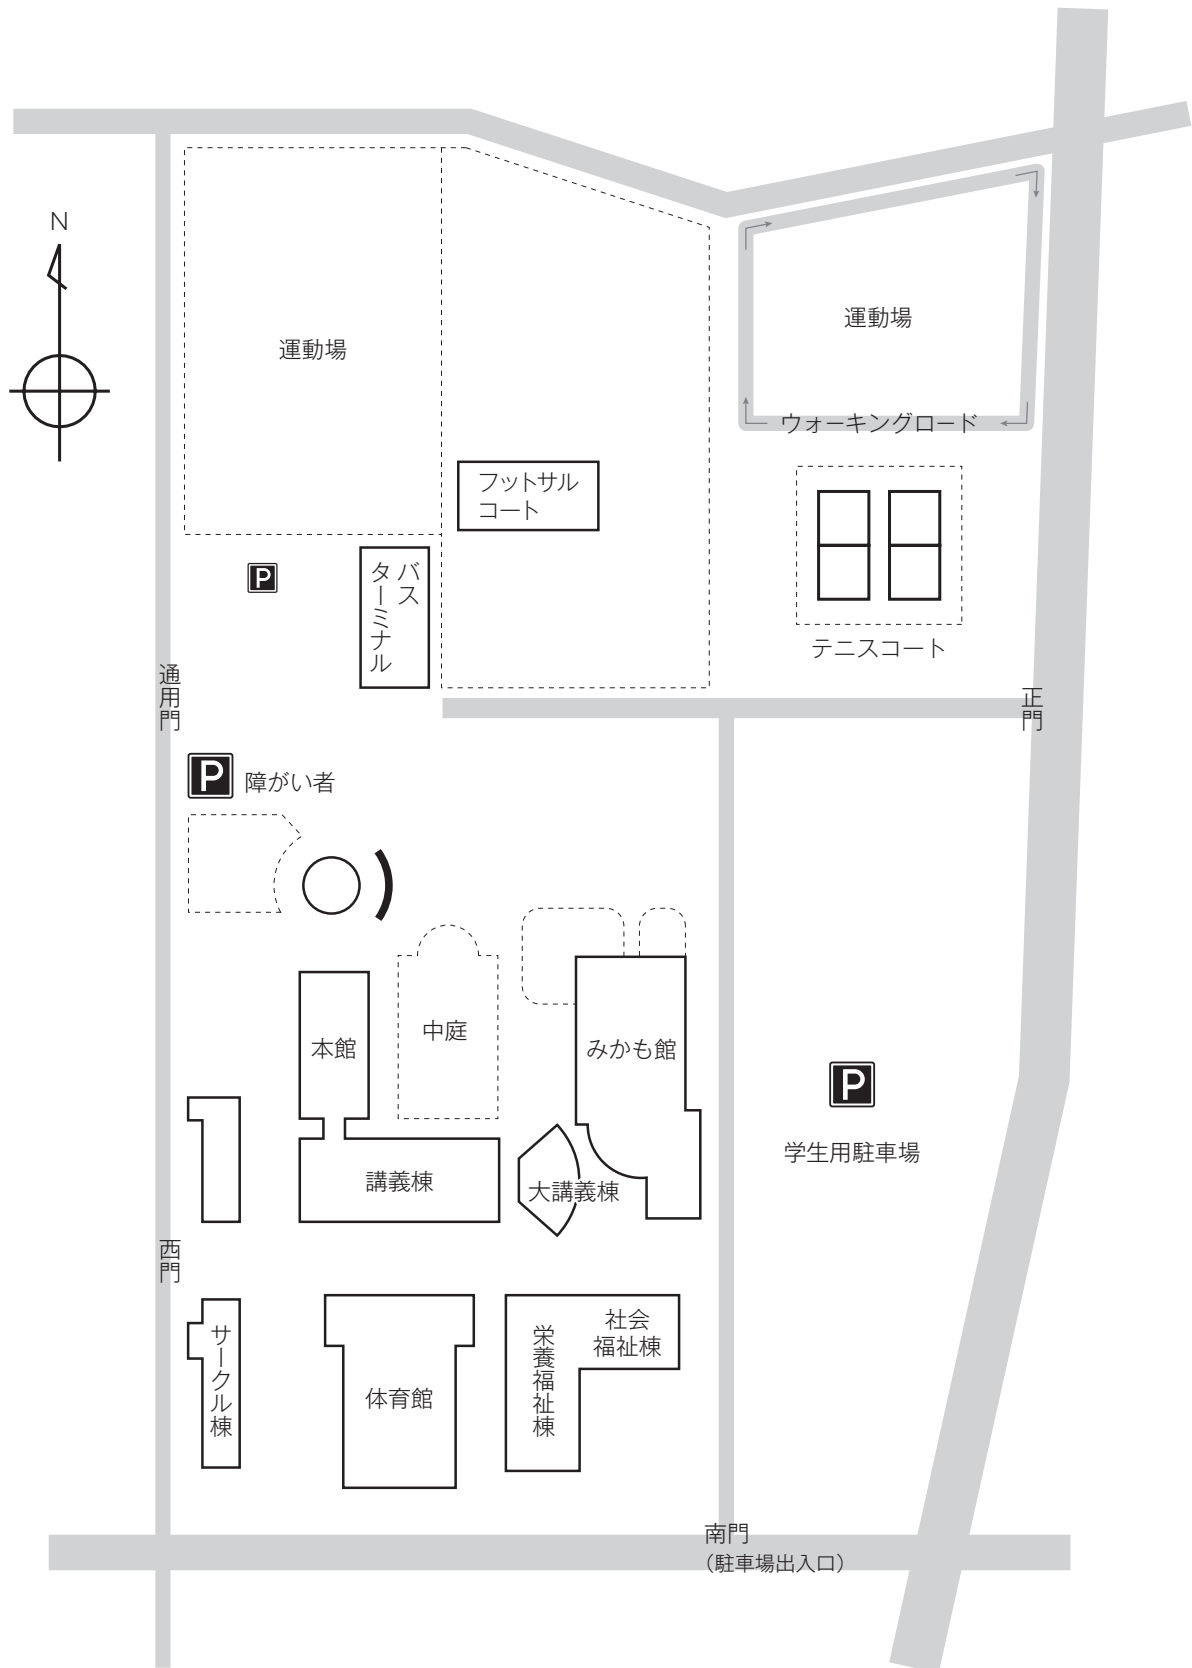 N
運動場
運動場
ウォーキングロード
フットサル
コート
バス
ターミナル
P
テニスコート
通用門
正門
P
障がい者
本館
中庭
みかも館
P
学生用駐車場
講義棟
大講義棟
西門
サークル棟
体育館
栄養福祉棟
社会
福祉棟
南門
（駐車場出入口）